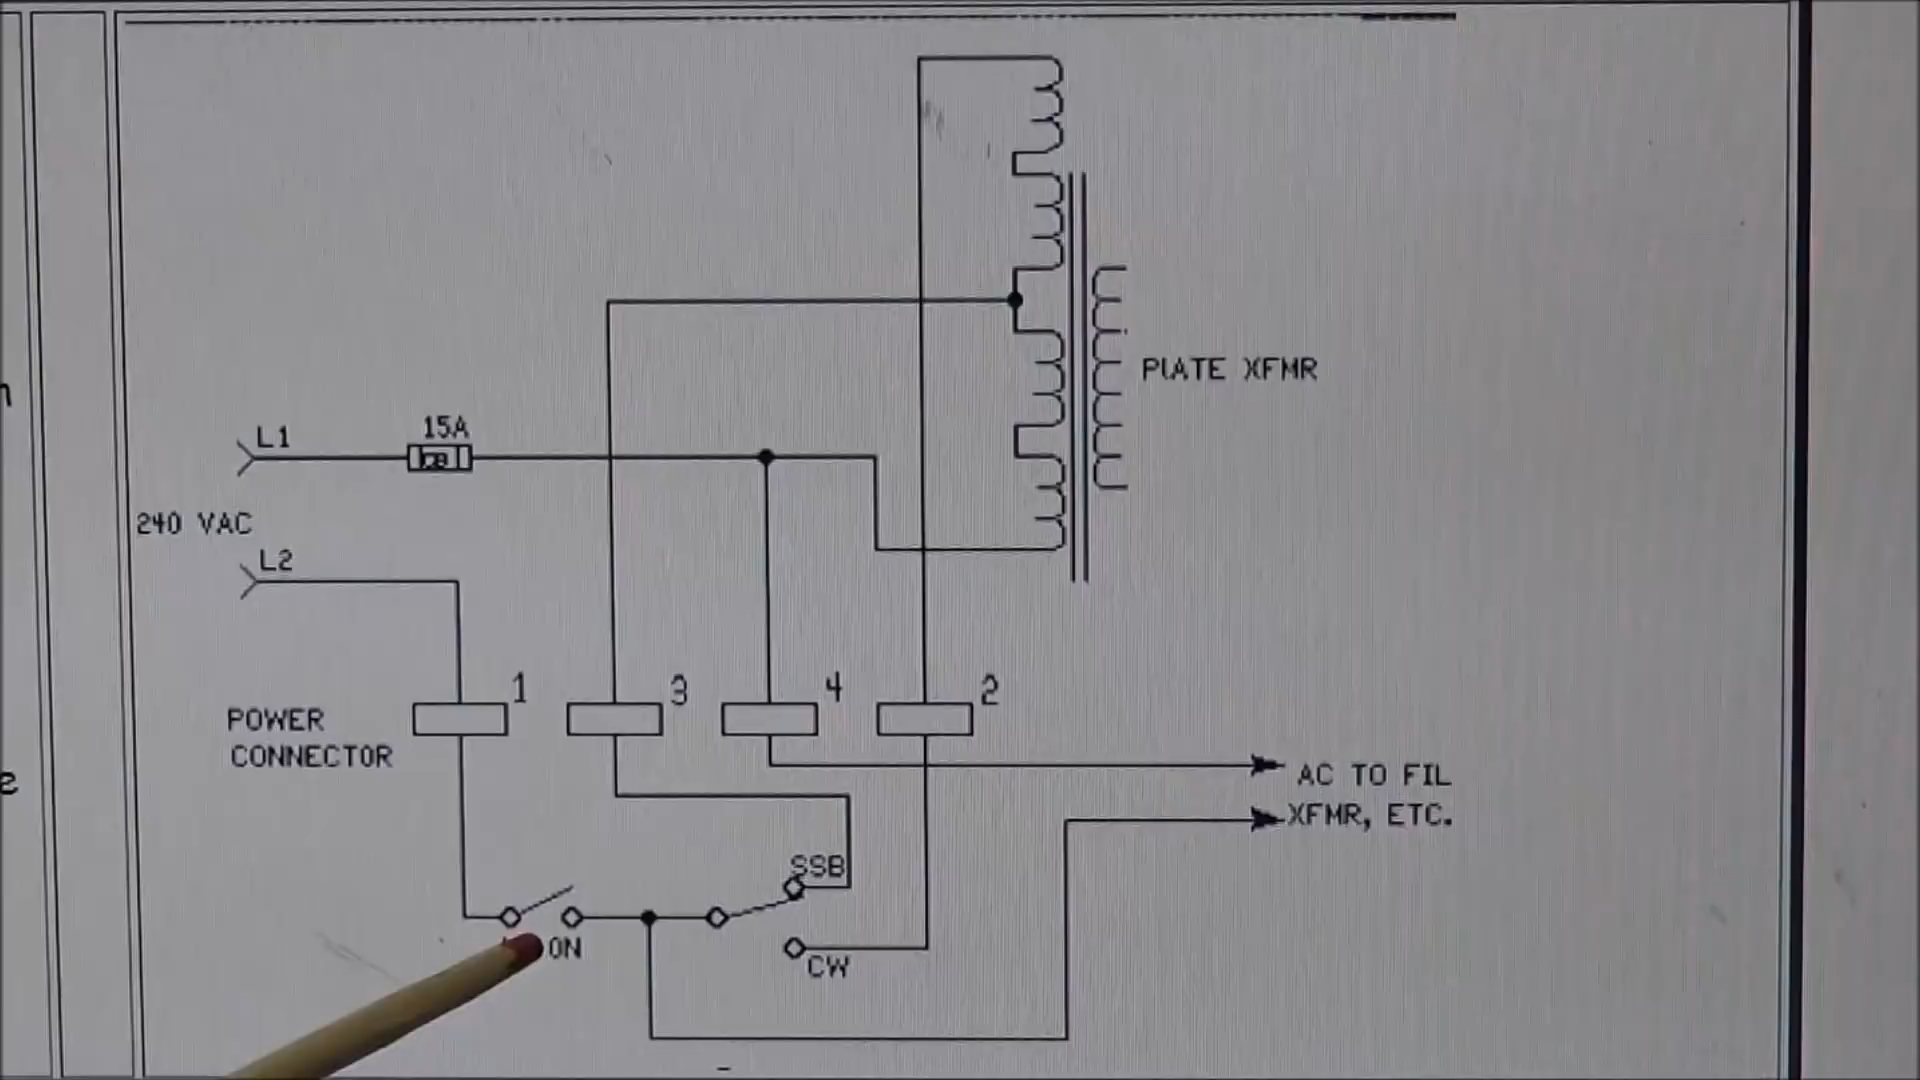 PlATE XFMR
15A
L1
CB
240 VAC
L2
1
3
4
2
POWER
CONNECTOR
AC TO FIL
XFMR, ETC.
SSB
ON
CW
n
e